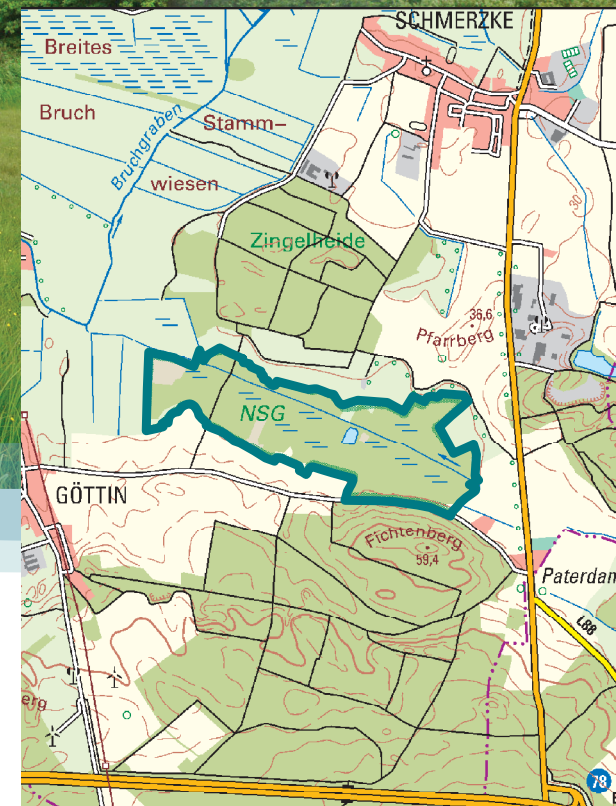 SCHMERZKE
Breites
Bruch
Bruchgraben
Stamm-
wiesen
30
Zingelheide
36,6
Pfarrberg
NSG
GÖTTIN
Fichtenberg
59,4
Paterdam
L88
erg
78